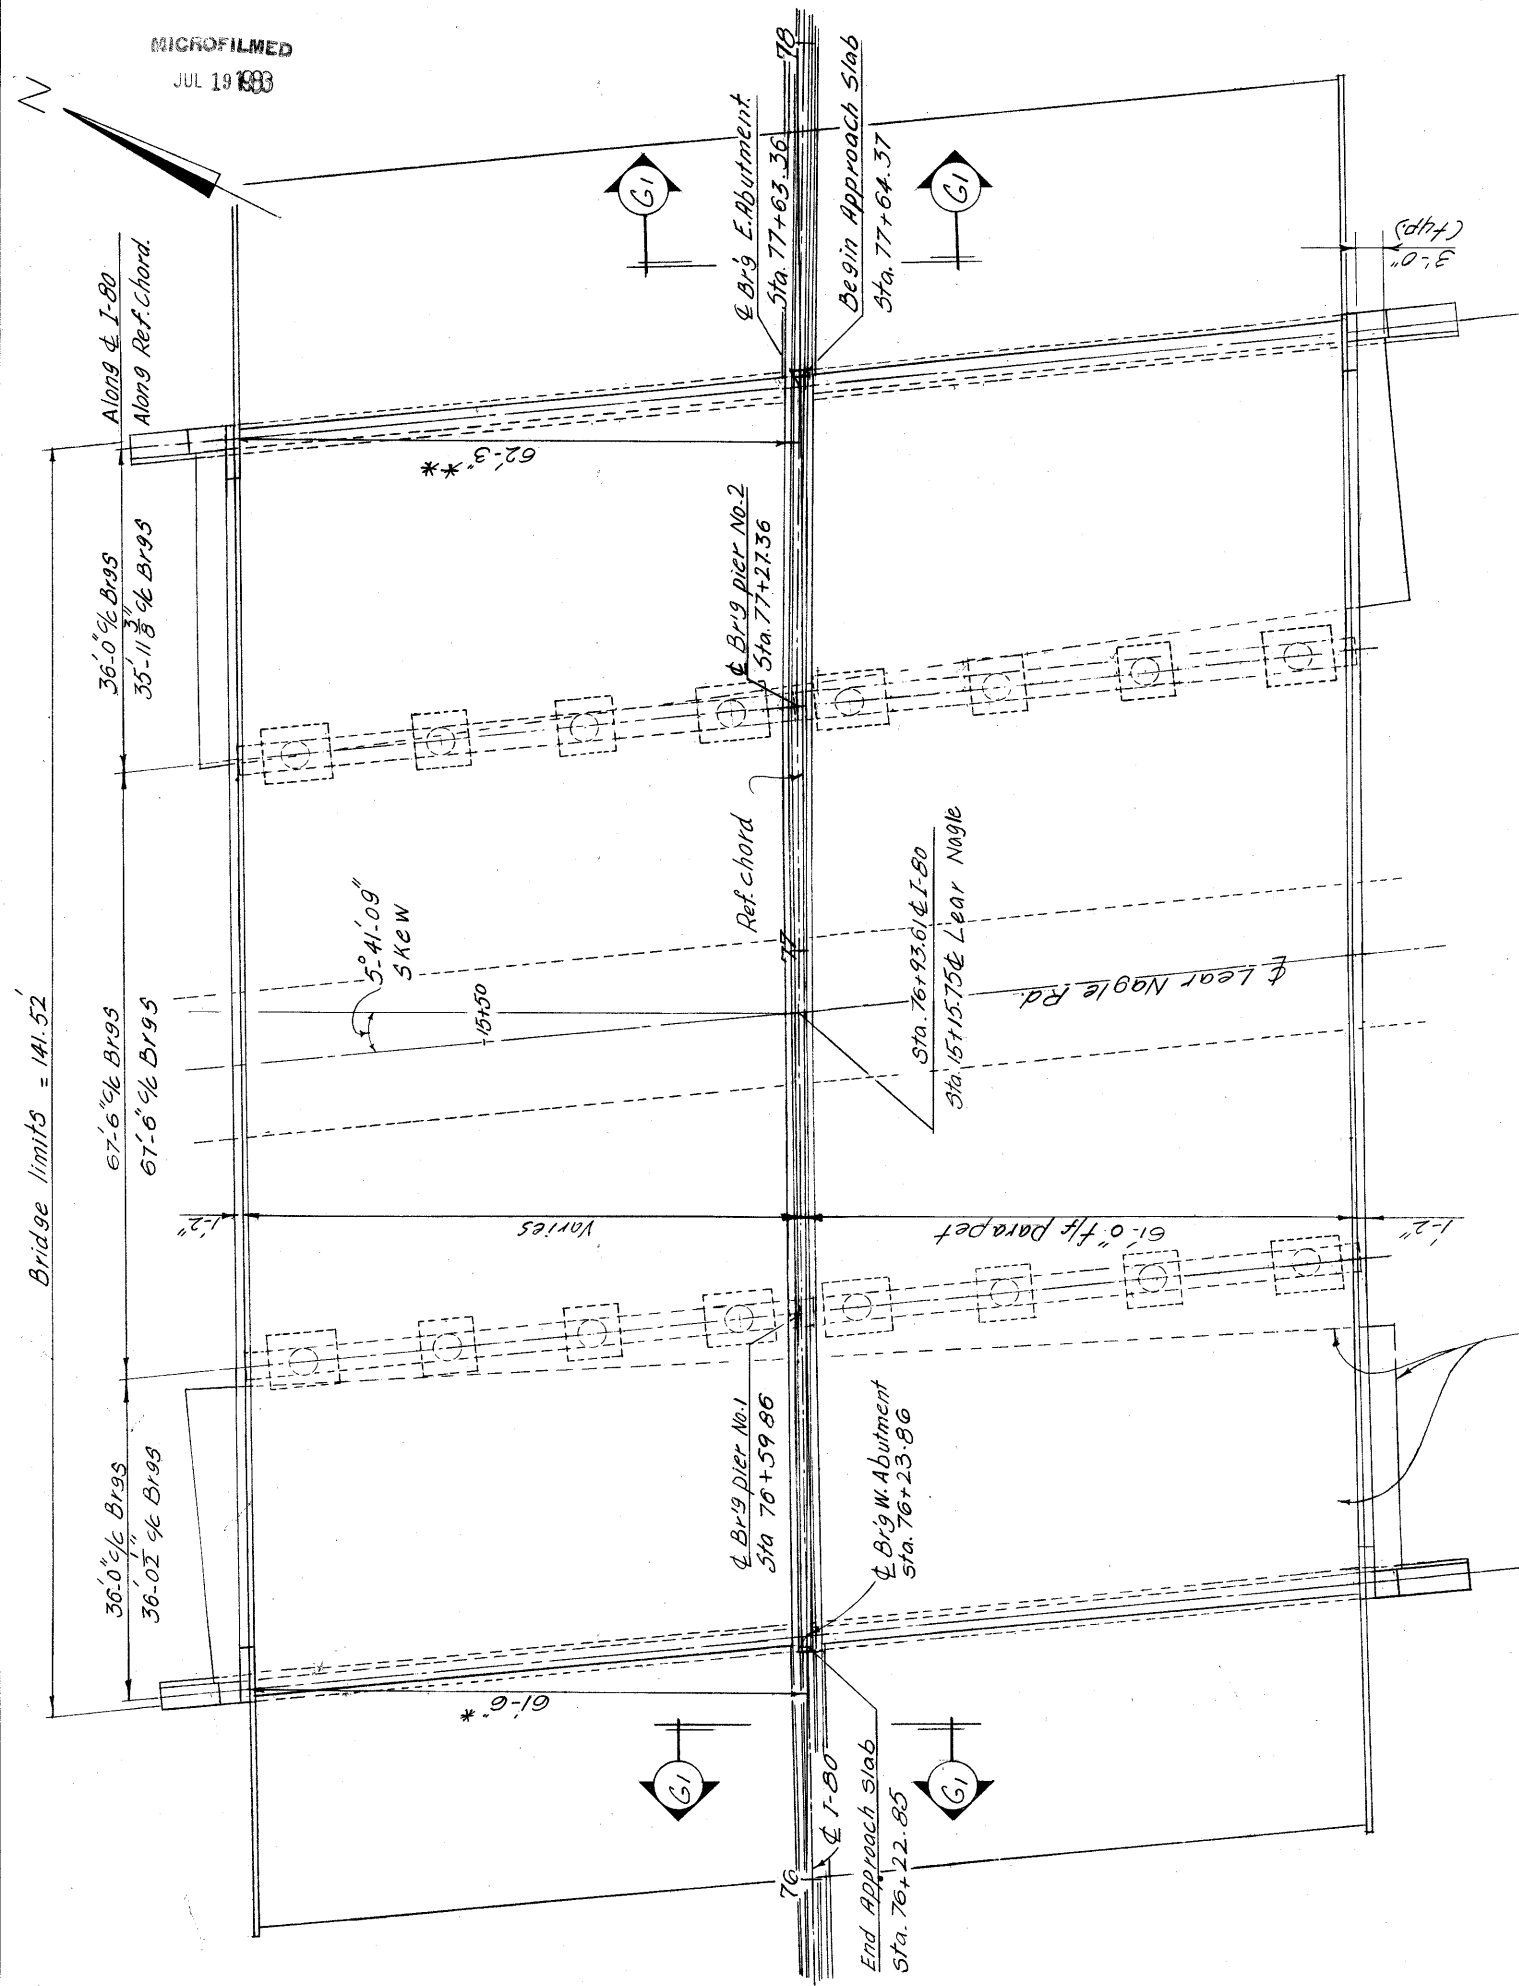 MICROFILMED
JUL 19 1983
N
Bridge limits = 141.52'
36'-0" c/c Brgs
36'-0 1/2" c/c Brgs
67'-6" c/c Brgs
67'-6" c/c Brgs
36'-0" c/c Brgs
35'-11 3/8" c/c Brgs
Along ℄ I-80
Along Ref. Chord.
61'-6" *
62'-3" **
1'-2"
Varies
61'-0" f/f parapet
1'-2"
3'-0"
(typ.)
5°-41'-09"
SKEW
15+50
Ref. chord
76
77
78
G1
G1
G1
G1
℄ I-80
End Approach Slab
Sta. 76+22.85
℄ Br'g W. Abutment
Sta. 76+23.86
℄ Br'g pier No.1
Sta 76+59.86
Sta. 76+93.61 ℄ I-80
Sta. 15+15.75 ℄ Lear Nagle
℄ Lear Nagle Rd.
℄ Br'g pier No.2
Sta. 77+27.36
℄ Br'g E. Abutment
Sta. 77+63.36
Begin Approach Slab
Sta. 77+64.37